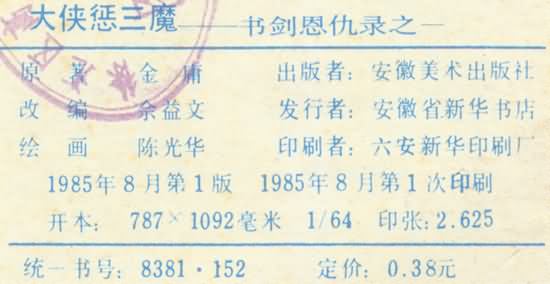 大侠惩三魔——书剑恩仇录之一
原著 金庸 出版者：安徽美术出版社
改编 余益文 发行者：安徽省新华书店
绘画 陈光华 印刷者：六安新华印刷厂
1985年8月第1版 1985年8月第1次印刷
开本：787×1092毫米 1/64 印张：2.625
统一书号：8381·152 定价：0.38元